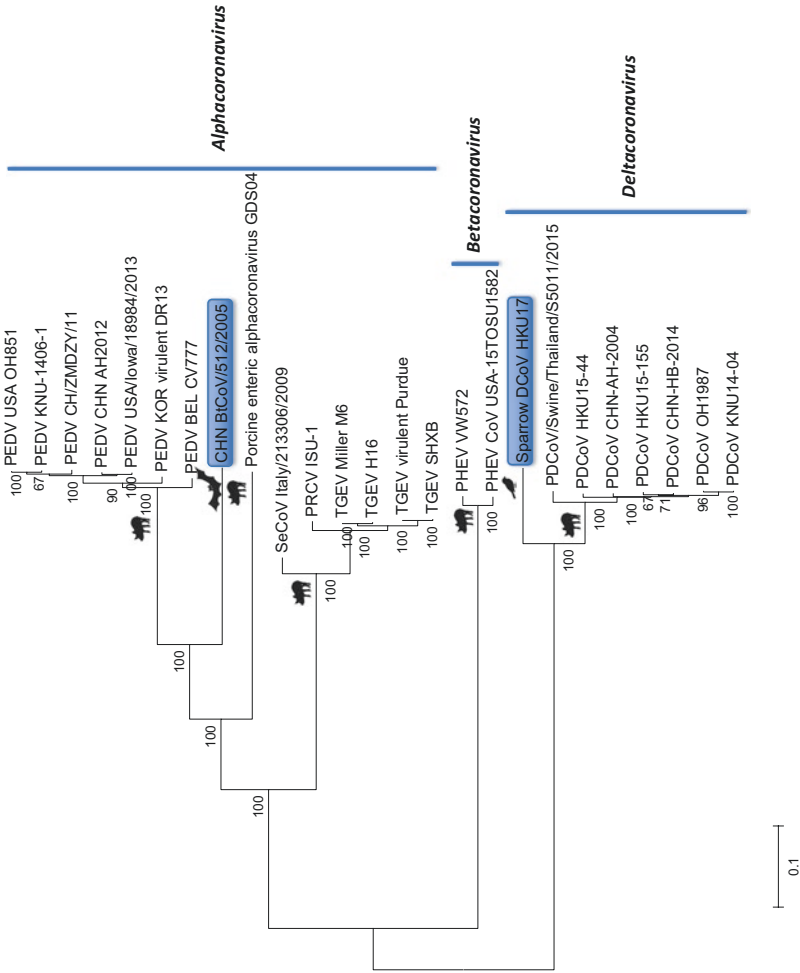 PEDV USA OH851
PEDV KNU-1406-1
PEDV CH/ZMDZY/11
PEDV CHN AH2012
PEDV USA/Iowa/18984/2013
PEDV KOR virulent DR13
PEDV BEL CV777
CHN BtCoV/512/2005
Porcine enteric alphacoronavirus GDS04
SeCoV Italy/213306/2009
PRCV ISU-1
TGEV Miller M6
TGEV H16
TGEV virulent Purdue
TGEV SHXB
PHEV VW572
PHEV CoV USA-15TOSU1582
Sparrow DCoV HKU17
PDCoV/Swine/Thailand/S5011/2015
PDCoV HKU15-44
PDCoV CHN-AH-2004
PDCoV HKU15-155
PDCoV CHN-HB-2014
PDCoV OH1987
PDCoV KNU14-04
Alphacoronavirus
Betacoronavirus
Deltacoronavirus
100
67
100
90
100
100
100
100
100
100
100
100
100
100
100
100
100
100
67
71
96
100
0.1